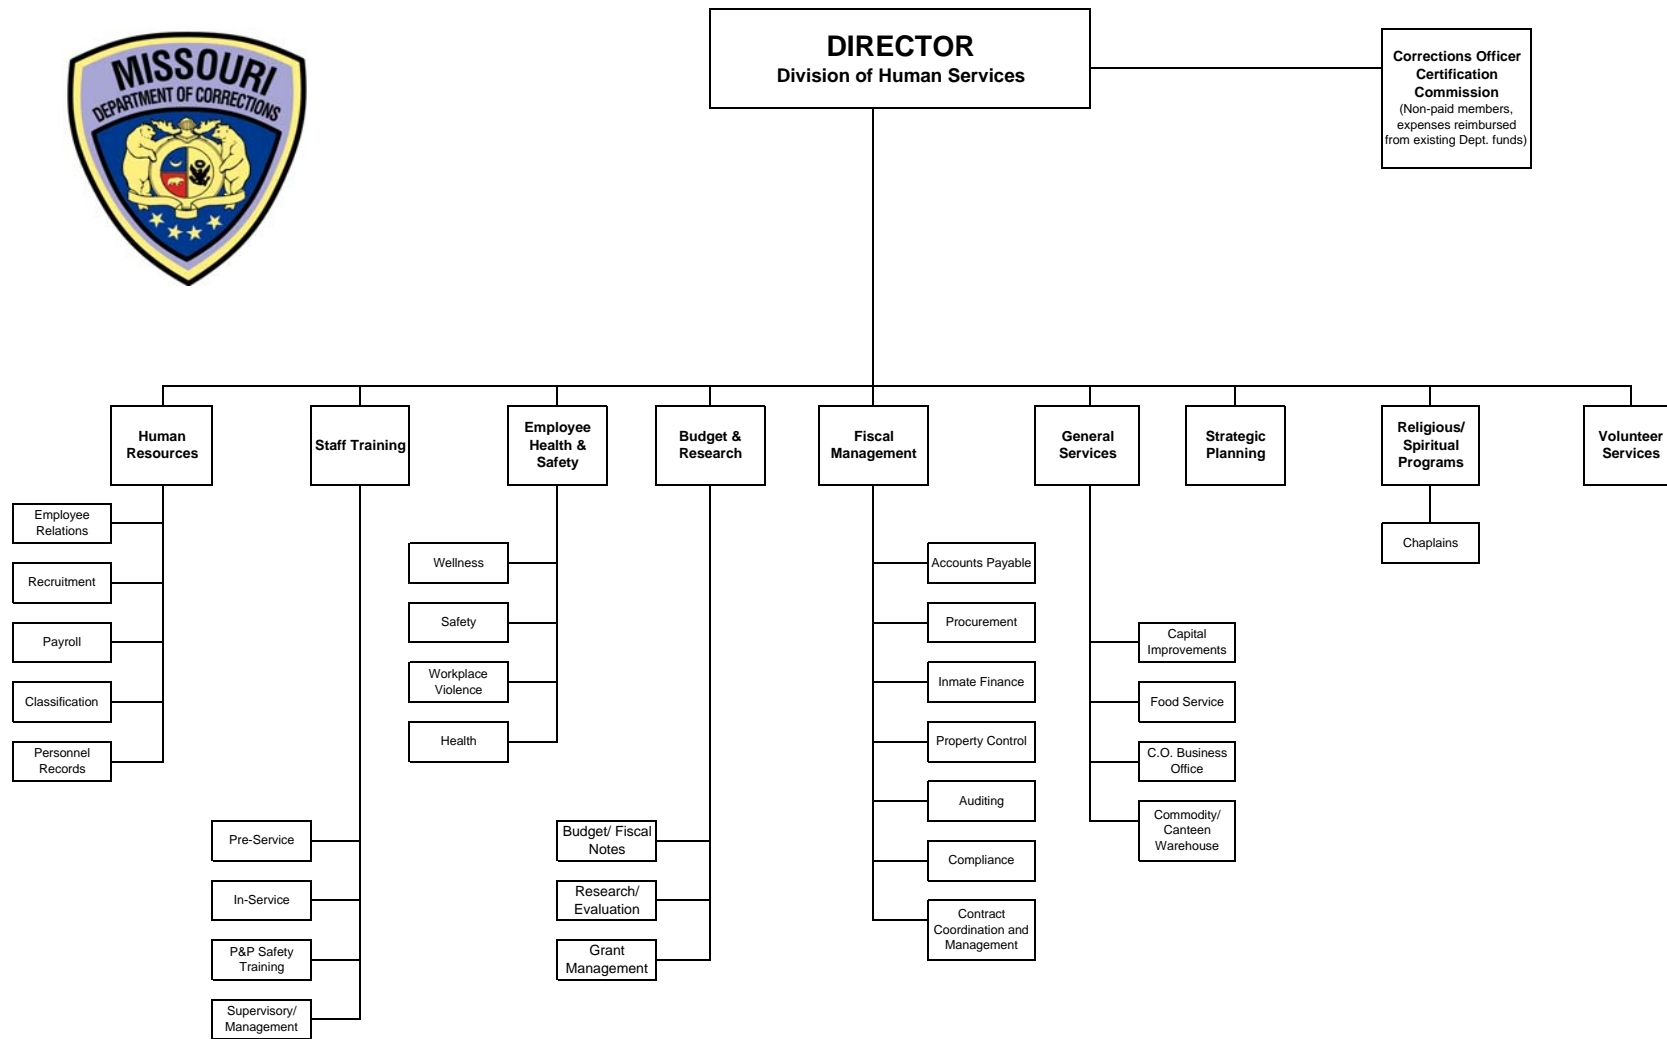 MISSOURI
DEPARTMENT OF CORRECTIONS
DIRECTOR
Division of Human Services
Corrections Officer
Certification
Commission
(Non-paid members,
expenses reimbursed
from existing Dept. funds)
Human
Resources
Staff Training
Employee
Health &
Safety
Budget &
Research
Fiscal
Management
General
Services
Strategic
Planning
Religious/
Spiritual
Programs
Volunteer
Services
Employee
Relations
Recruitment
Payroll
Classification
Personnel
Records
Pre-Service
In-Service
P&P Safety
Training
Supervisory/
Management
Wellness
Safety
Workplace
Violence
Health
Budget/ Fiscal
Notes
Research/
Evaluation
Grant
Management
Accounts Payable
Procurement
Inmate Finance
Property Control
Auditing
Compliance
Contract
Coordination and
Management
Capital
Improvements
Food Service
C.O. Business
Office
Commodity/
Canteen
Warehouse
Chaplains